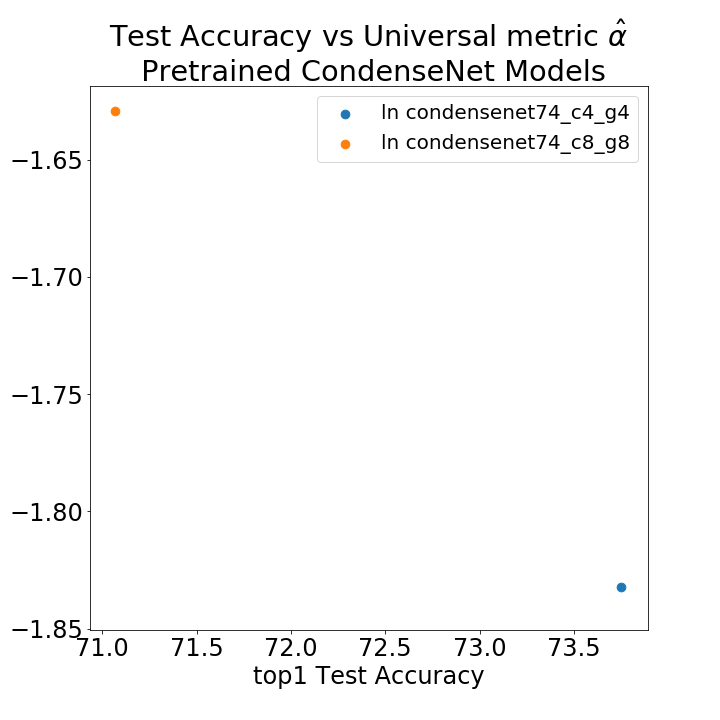 Test Accuracy vs Universal metric α̂
Pretrained CondenseNet Models
ln condensenet74_c4_g4
ln condensenet74_c8_g8
−1.65
−1.70
−1.75
−1.80
−1.85
71.0 71.5 72.0 72.5 73.0 73.5
top1 Test Accuracy